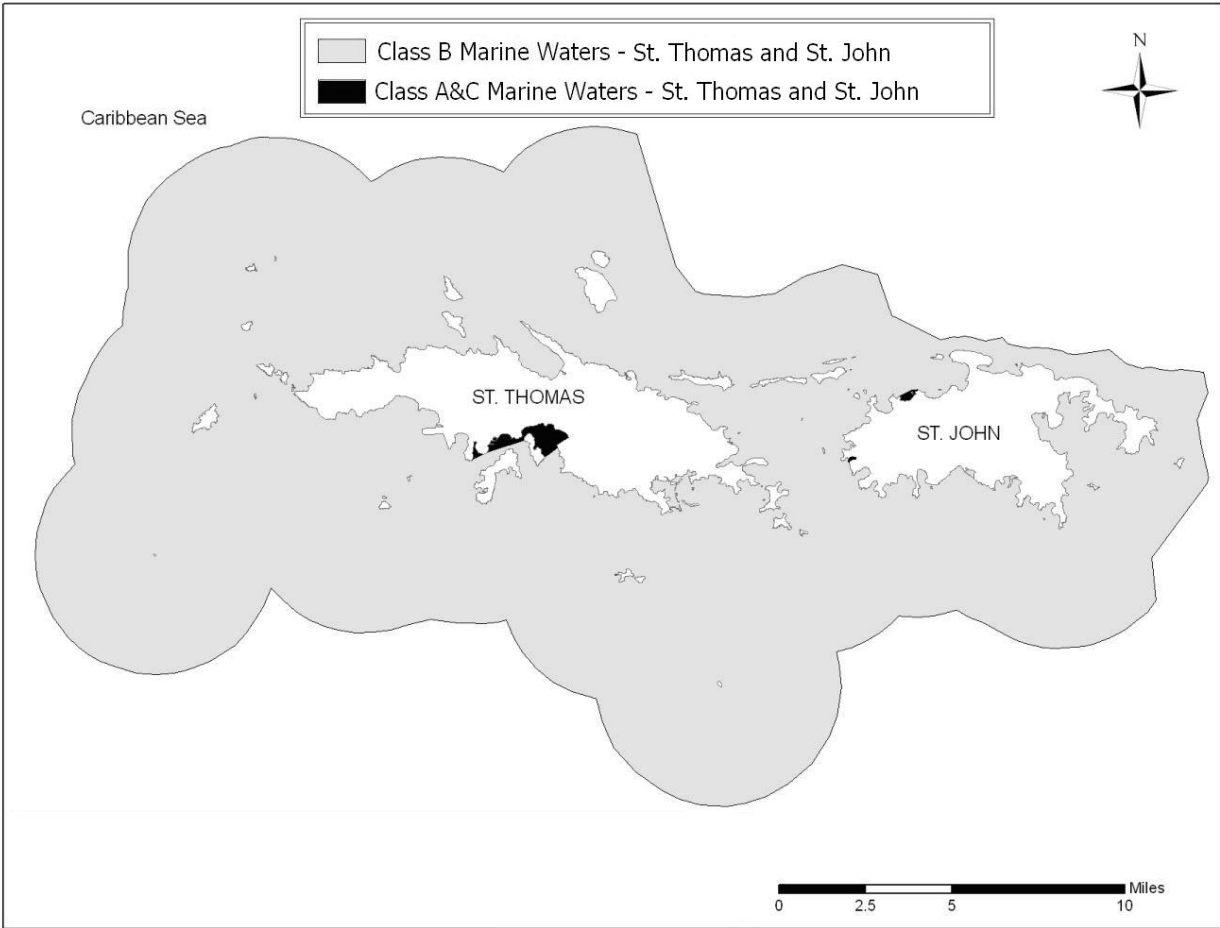 Class B Marine Waters - St. Thomas and St. John
Class A&C Marine Waters - St. Thomas and St. John
N
Caribbean Sea
ST. THOMAS
ST. JOHN
Miles
0 2.5 5 10